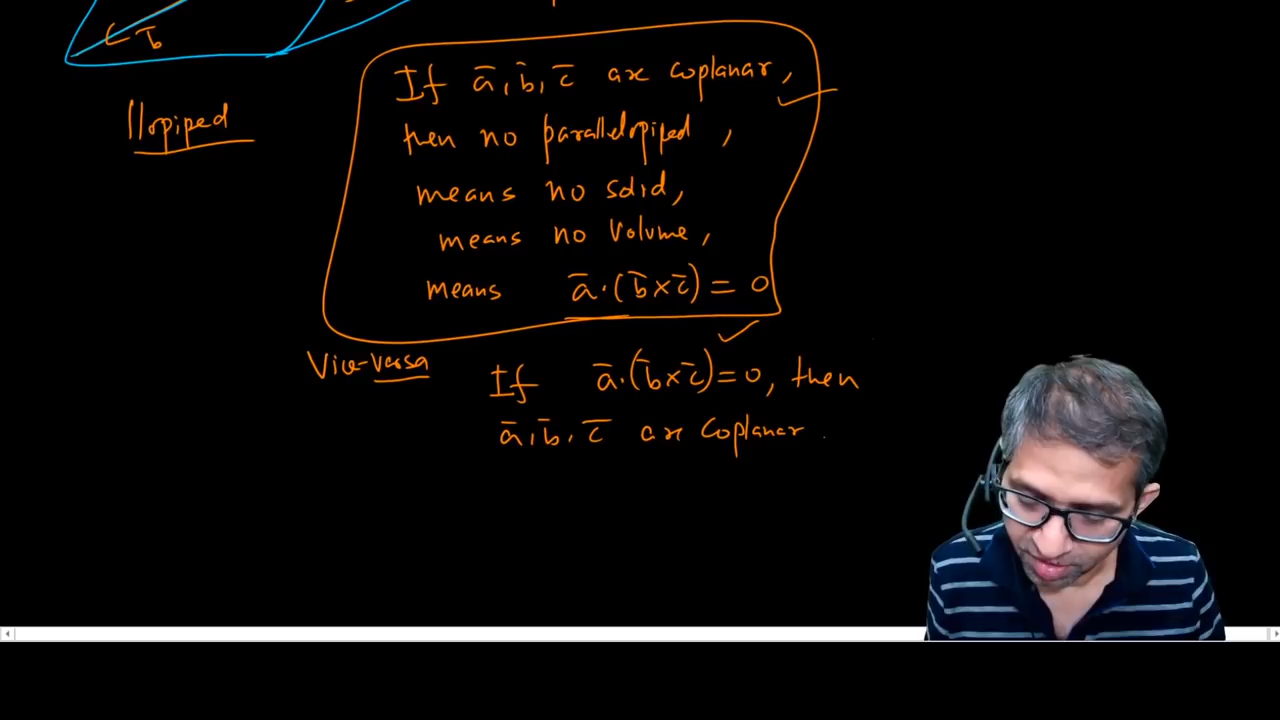 b̄
If ā, b̄, c̄ are coplanar,
then no parallelopiped,
||opiped
means no solid,
means no volume,
means ā·(b̄×c̄) = 0
Vice-versa If ā·(b̄×c̄) = 0, then
ā, b̄, c̄ are coplanar.